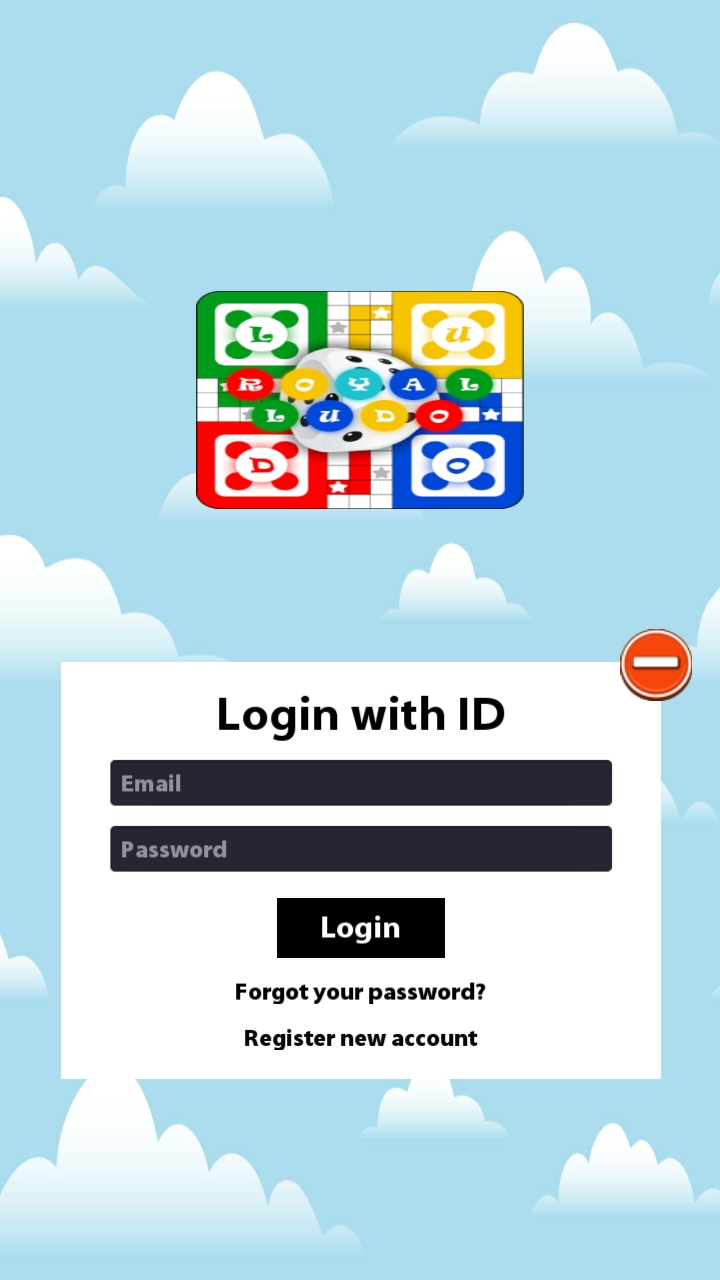 L U
R O Y A L
L U D O
D O
Login with ID
Email
Password
Login
Forgot your password?
Register new account